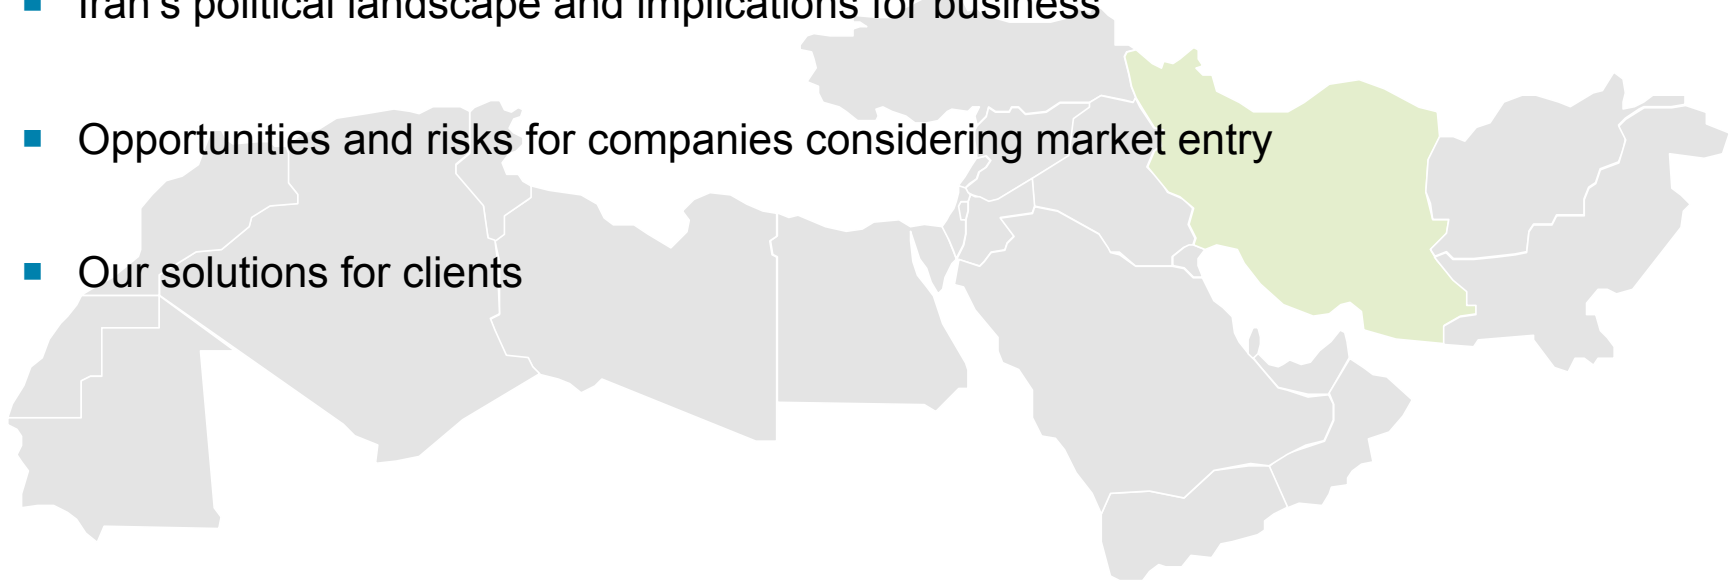 ▪ Iran's political landscape and implications for business
▪ Opportunities and risks for companies considering market entry
▪ Our solutions for clients